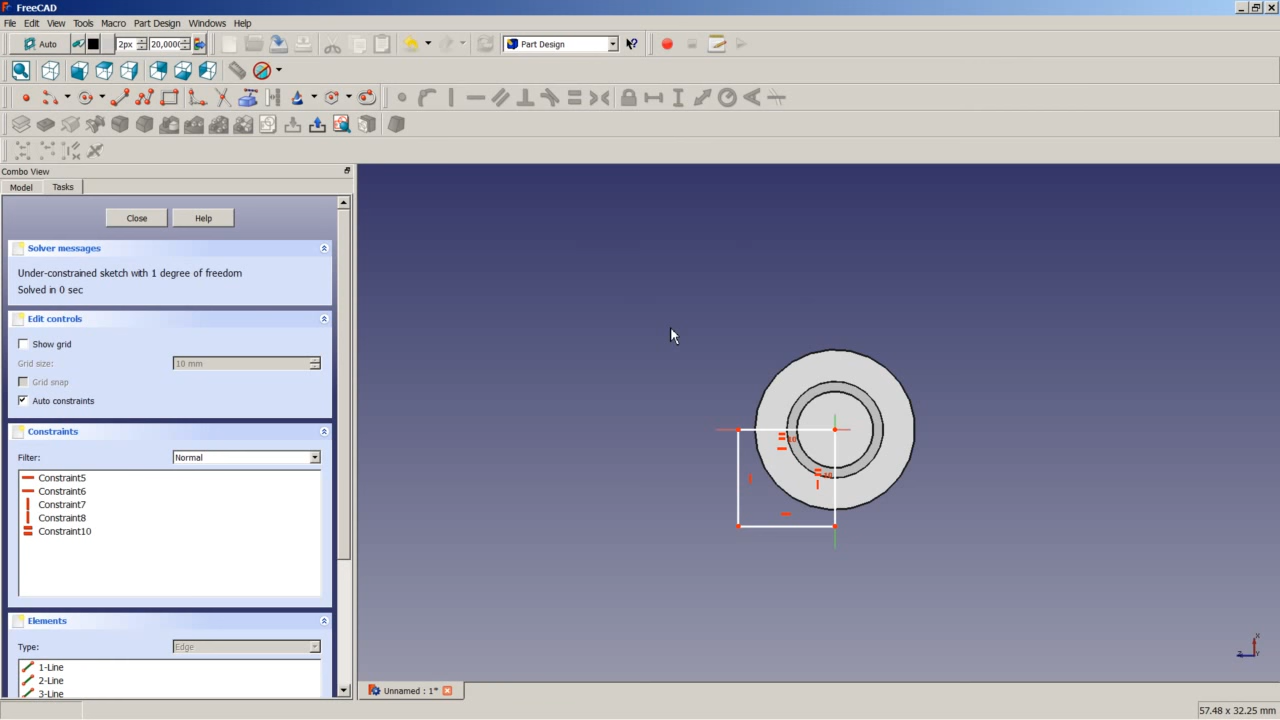 FreeCAD
File Edit View Tools Macro Part Design Windows Help
Auto 2px 20,000 Part Design
Combo View
Model Tasks
Close Help
Solver messages
Under-constrained sketch with 1 degree of freedom
Solved in 0 sec
Edit controls
Show grid
Grid size: 10 mm
Grid snap
Auto constraints
Constraints
Filter: Normal
Constraint5
Constraint6
Constraint7
Constraint8
Constraint10
Elements
Type: Edge
1-Line
2-Line
3-Line
10
10
X
Z Y
Unnamed : 1*
57.48 x 32.25 mm